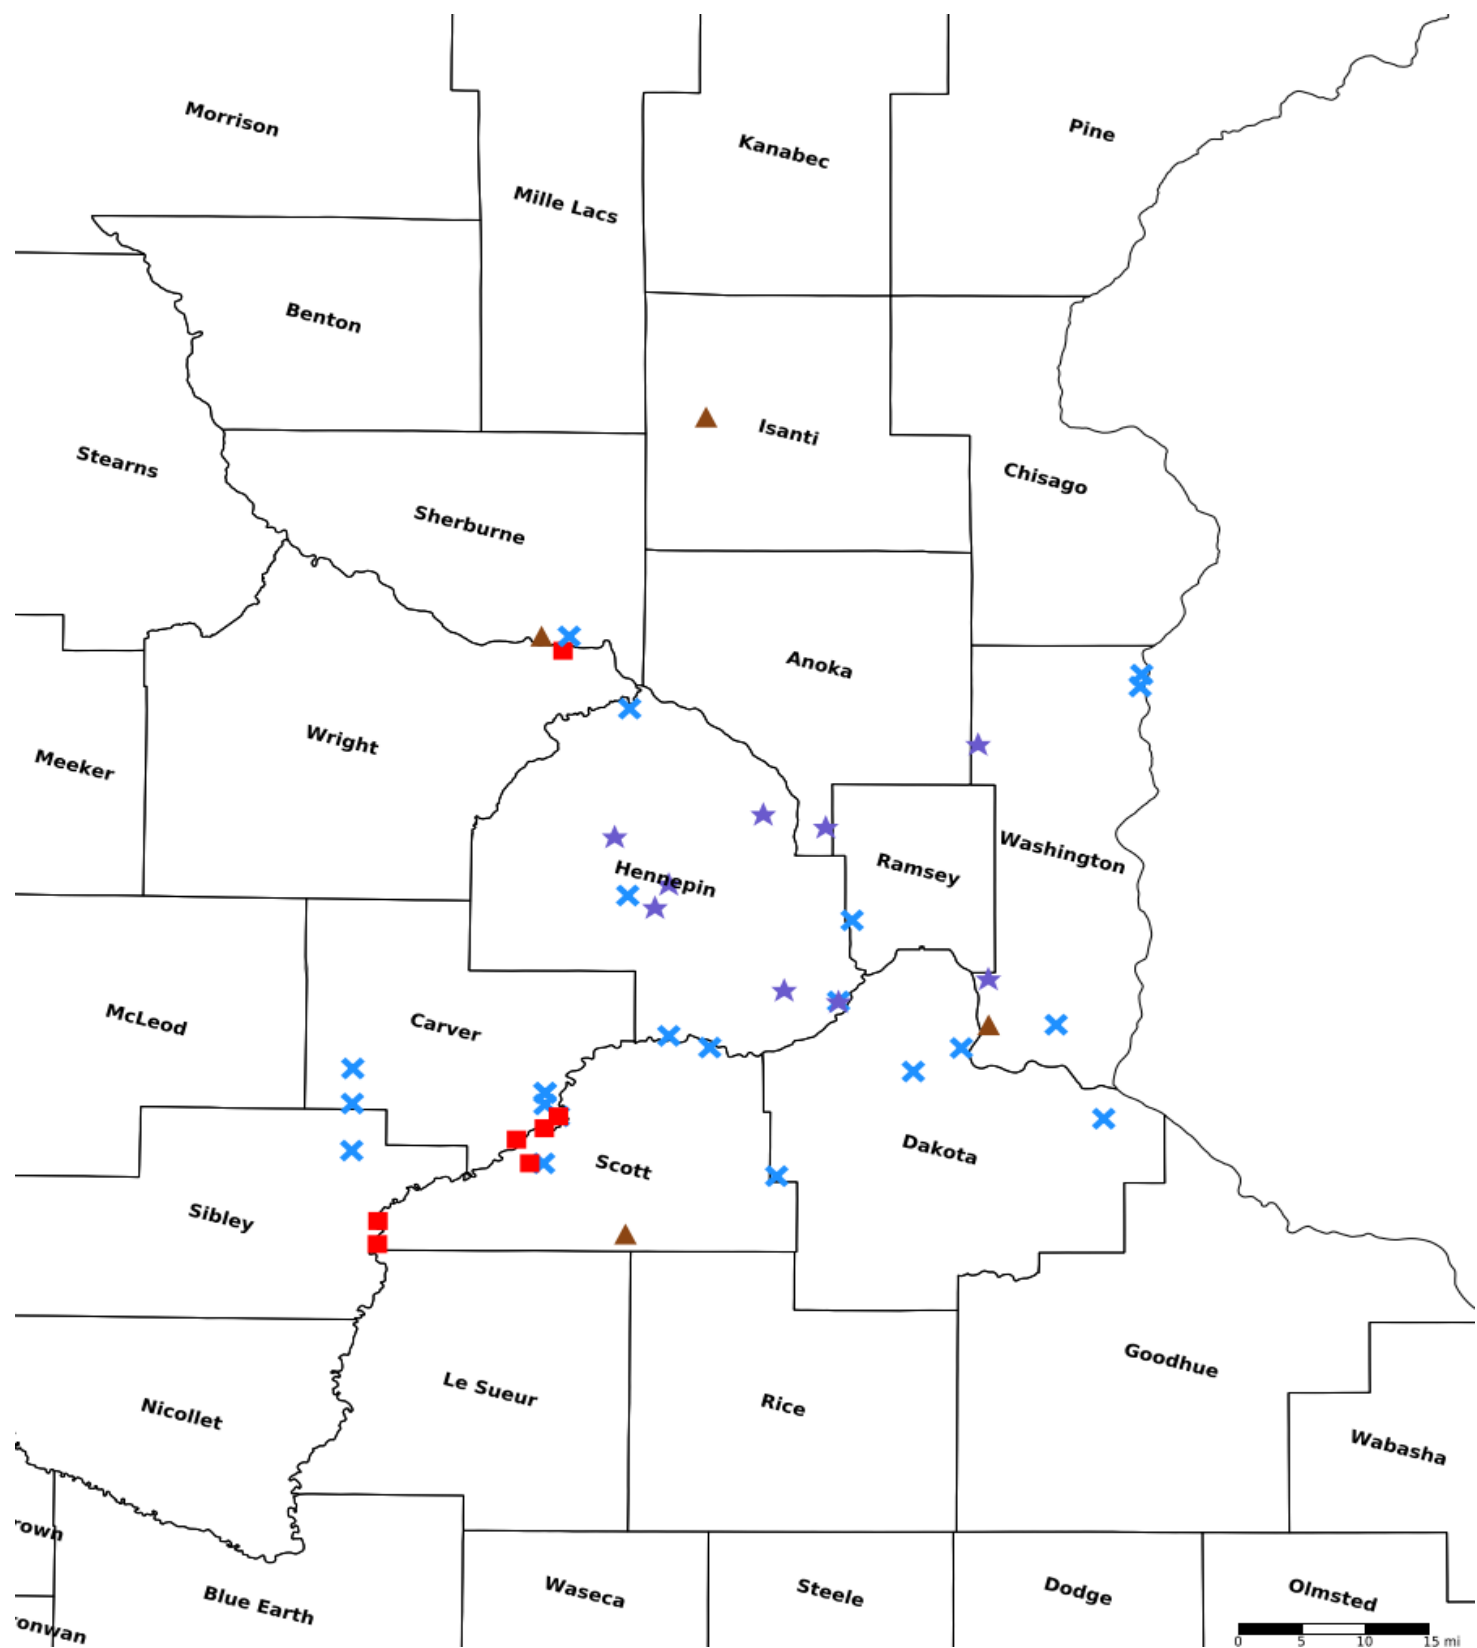 Morrison
Pine
Kanabec
Mille Lacs
Benton
Isanti
Stearns
Chisago
Sherburne
Anoka
Wright
Meeker
Washington
Ramsey
Hennepin
McLeod
Carver
Dakota
Scott
Sibley
Goodhue
Le Sueur
Rice
Nicollet
Wabasha
rown
Waseca
Steele
Dodge
Olmsted
Blue Earth
onwan
0 5 10 15 mi